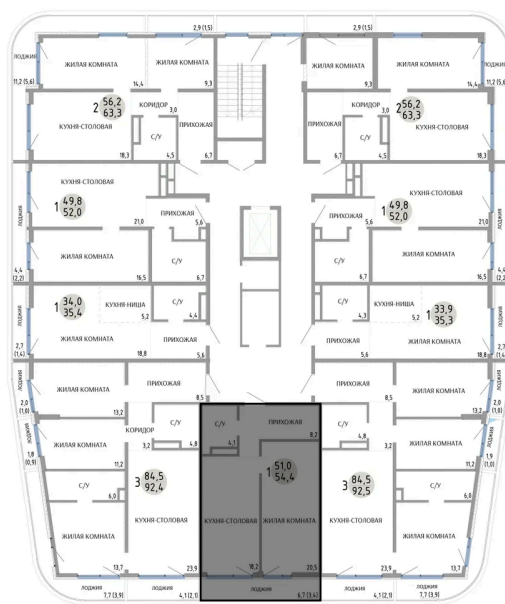 2,9 (1,5)
2,9 (1,5)
ЛОДЖИЯ
11,2 (5,6)
ЖИЛАЯ КОМНАТА
14,4
ЖИЛАЯ КОМНАТА
9,3
ЖИЛАЯ КОМНАТА
9,3
ЖИЛАЯ КОМНАТА
14,4
ЛОДЖИЯ
11,2 (5,6)
2 56,2
63,3
КУХНЯ-СТОЛОВАЯ
18,3
КОРИДОР
3,0
С/У
4,5
ПРИХОЖАЯ
6,7
ПРИХОЖАЯ
6,7
КОРИДОР
3,0
С/У
4,5
2 56,2
63,3
КУХНЯ-СТОЛОВАЯ
18,3
КУХНЯ-СТОЛОВАЯ
1 49,8
52,0
21,0
ПРИХОЖАЯ
5,6
ПРИХОЖАЯ
5,6
КУХНЯ-СТОЛОВАЯ
1 49,8
52,0
21,0
ЛОДЖИЯ
4,4
(2,2)
ЖИЛАЯ КОМНАТА
16,5
С/У
6,7
С/У
6,7
ЖИЛАЯ КОМНАТА
16,5
ЛОДЖИЯ
4,4
(2,2)
1 34,0
35,4
КУХНЯ-НИША
5,2
С/У
4,4
С/У
4,3
КУХНЯ-НИША
5,2
1 33,9
35,3
ЛОДЖИЯ
2,7
(1,4)
ЖИЛАЯ КОМНАТА
18,8
ПРИХОЖАЯ
5,6
ПРИХОЖАЯ
5,6
ЖИЛАЯ КОМНАТА
18,8
ЛОДЖИЯ
2,7
(1,4)
ЛОДЖИЯ
2,0
(1,0)
ЖИЛАЯ КОМНАТА
13,2
ПРИХОЖАЯ
8,5
ПРИХОЖАЯ
8,5
ЖИЛАЯ КОМНАТА
13,2
ЛОДЖИЯ
2,0
(1,0)
ЛОДЖИЯ
1,8
(0,9)
ЖИЛАЯ КОМНАТА
11,2
КОРИДОР
3,2
С/У
4,8
С/У
4,1
ПРИХОЖАЯ
8,2
С/У
4,8
3,2
ЖИЛАЯ КОМНАТА
11,2
ЛОДЖИЯ
1,9
(1,0)
С/У
6,0
3 84,5
92,4
1 51,0
54,4
3 84,5
92,5
С/У
6,0
ЖИЛАЯ КОМНАТА
13,7
КУХНЯ-СТОЛОВАЯ
23,9
КУХНЯ-СТОЛОВАЯ
18,2
ЖИЛАЯ КОМНАТА
20,5
КУХНЯ-СТОЛОВАЯ
23,9
ЖИЛАЯ КОМНАТА
13,7
ЛОДЖИЯ
7,7 (3,9)
ЛОДЖИЯ
4,1 (2,1)
ЛОДЖИЯ
6,7 (3,4)
ЛОДЖИЯ
4,1 (2,1)
ЛОДЖИЯ
7,7 (3,9)